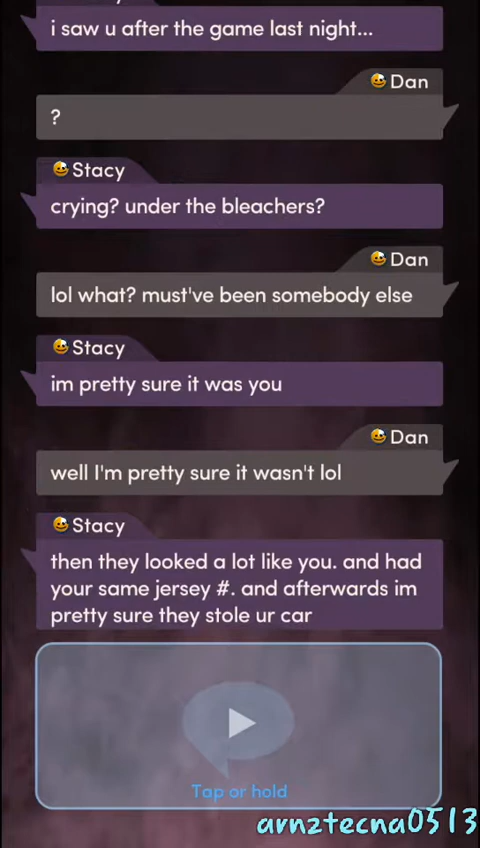 i saw u after the game last night...
Dan
?
Stacy
crying? under the bleachers?
Dan
lol what? must've been somebody else
Stacy
im pretty sure it was you
Dan
well I'm pretty sure it wasn't lol
Stacy
then they looked a lot like you. and had
your same jersey #. and afterwards im
pretty sure they stole ur car
Tap or hold
arnztecna0513